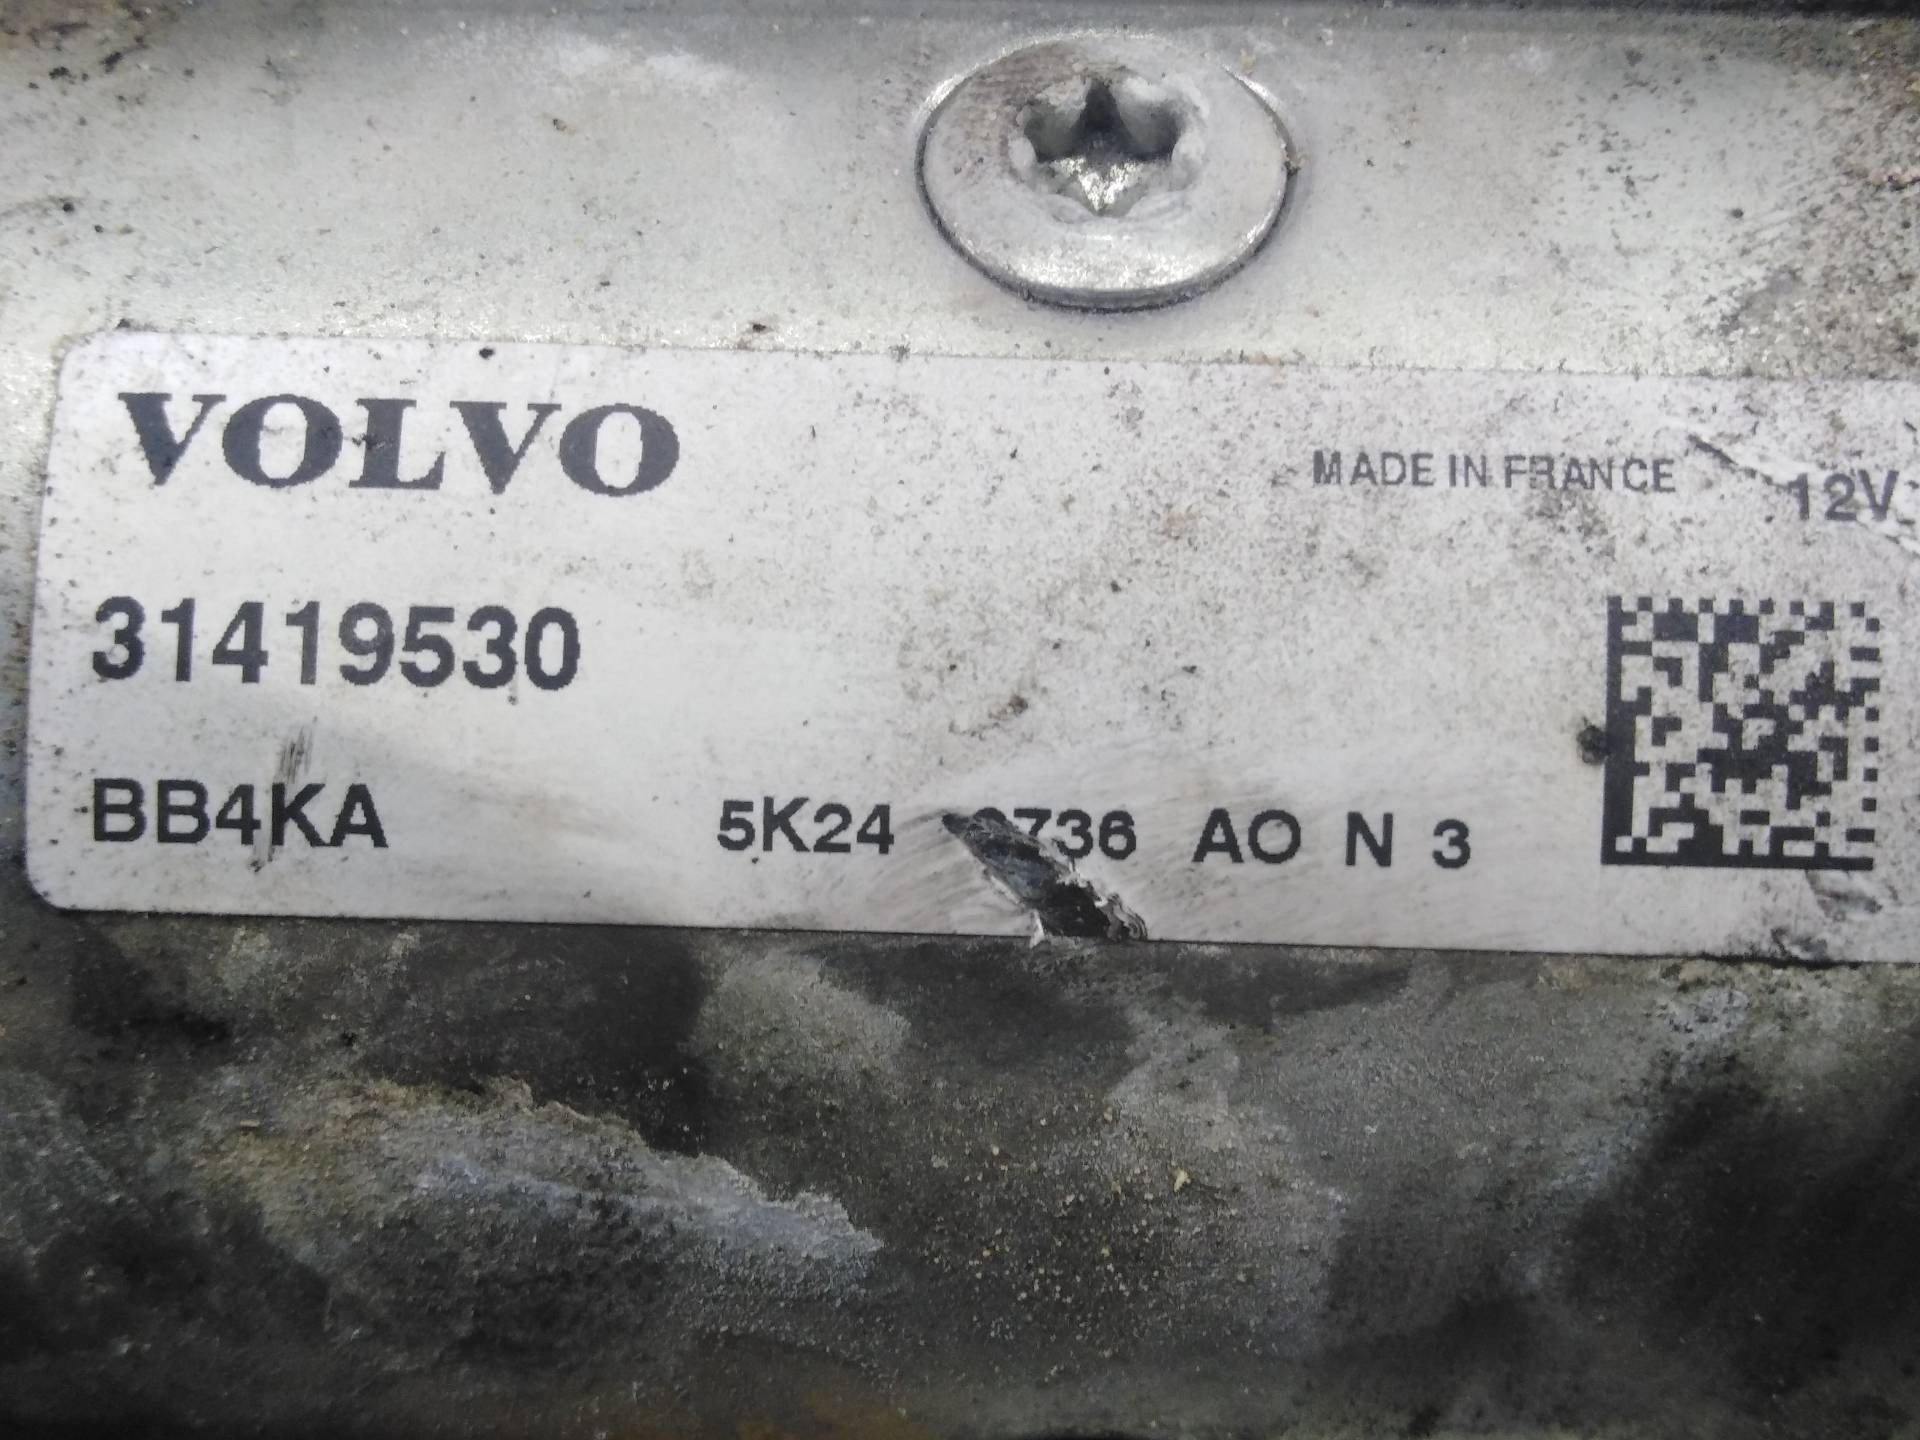 VOLVO
MADE IN FRANCE 12V
31419530
BB4KA 5K24 AO N 3